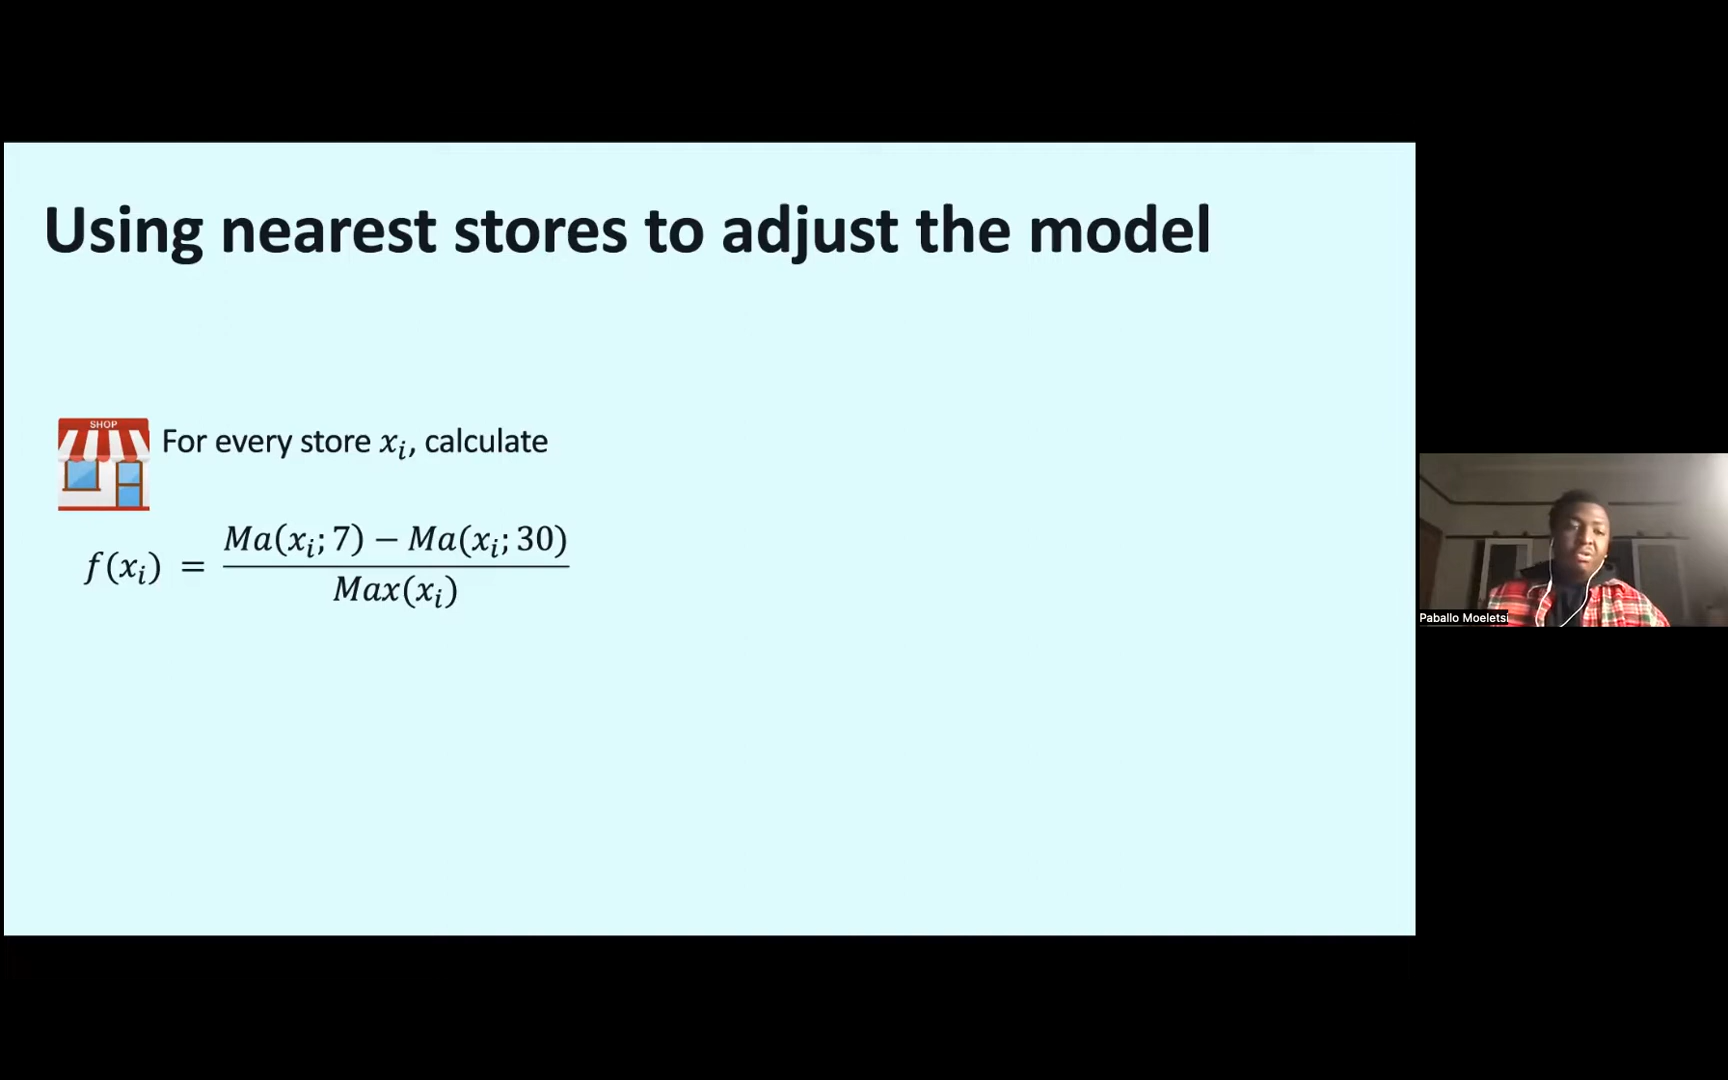 Using nearest stores to adjust the model
SHOP
For every store xᵢ, calculate
f(xᵢ) = \frac{Ma(xᵢ; 7) − Ma(xᵢ; 30)}{Max(xᵢ)}
Paballo Moeletsi